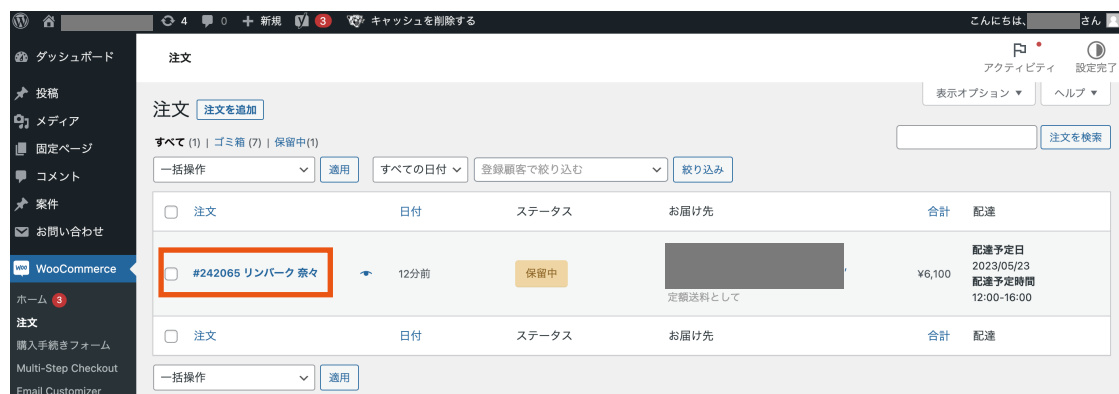 4 0 + 新規 3 キャッシュを削除する こんにちは、 さん
ダッシュボード
投稿
メディア
固定ページ
コメント
案件
お問い合わせ
WooCommerce
ホーム 3
注文
購入手続きフォーム
Multi-Step Checkout
Email Customizer
注文
アクティビティ 設定完了
表示オプション ▼ ヘルプ ▼
注文 注文を追加
すべて (1) | ゴミ箱 (7) | 保留中(1)
注文を検索
一括操作 適用 すべての日付 登録顧客で絞り込む 絞り込み
注文 日付 ステータス お届け先 合計 配達
#242065 リンバーク 奈々 12分前 保留中 ¥6,100
定額送料として
配達予定日
2023/05/23
配達予定時間
12:00-16:00
注文 日付 ステータス お届け先 合計 配達
一括操作 適用